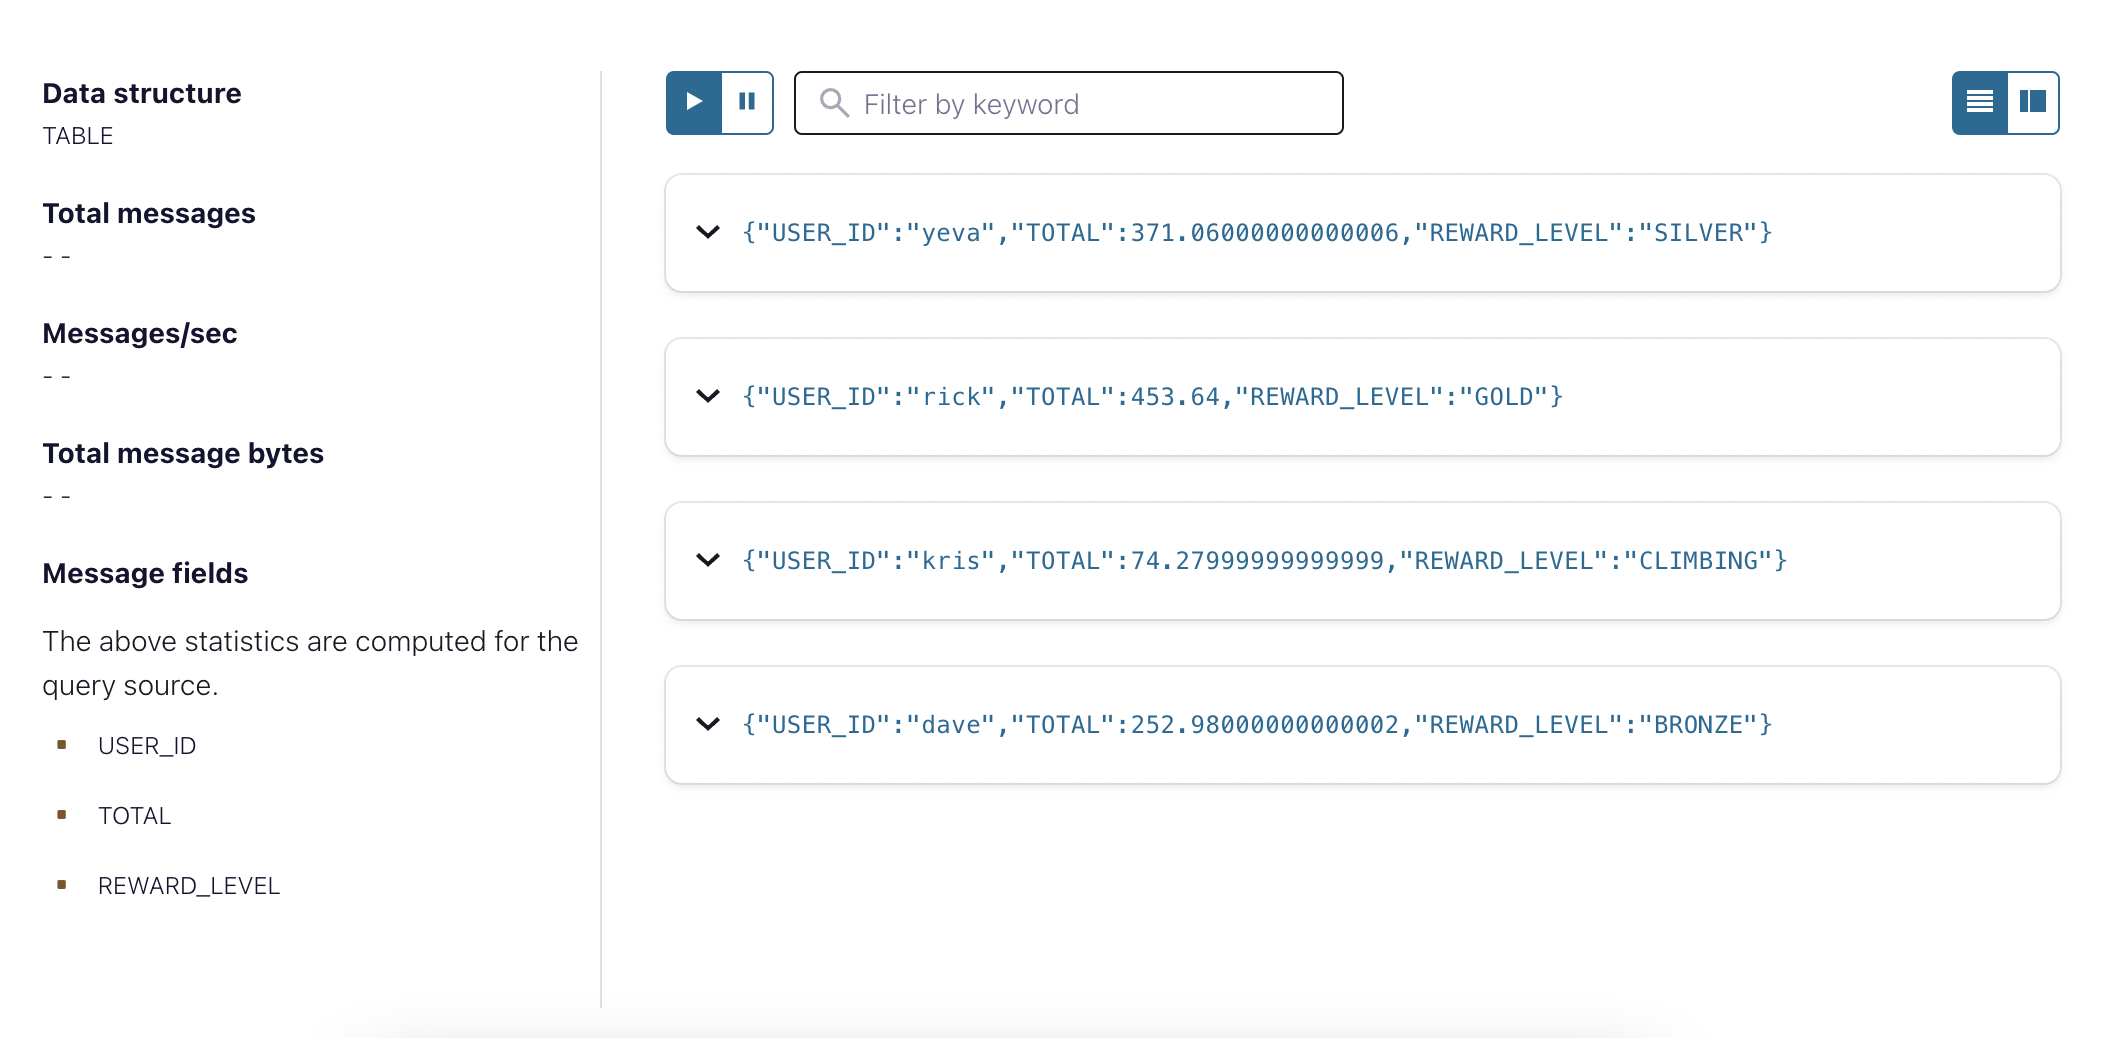 Data structure
TABLE
Total messages
- -
Messages/sec
- -
Total message bytes
- -
Message fields
The above statistics are computed for the
query source.
USER_ID
TOTAL
REWARD_LEVEL
Filter by keyword
{"USER_ID":"yeva","TOTAL":371.06000000000006,"REWARD_LEVEL":"SILVER"}
{"USER_ID":"rick","TOTAL":453.64,"REWARD_LEVEL":"GOLD"}
{"USER_ID":"kris","TOTAL":74.27999999999999,"REWARD_LEVEL":"CLIMBING"}
{"USER_ID":"dave","TOTAL":252.98000000000002,"REWARD_LEVEL":"BRONZE"}